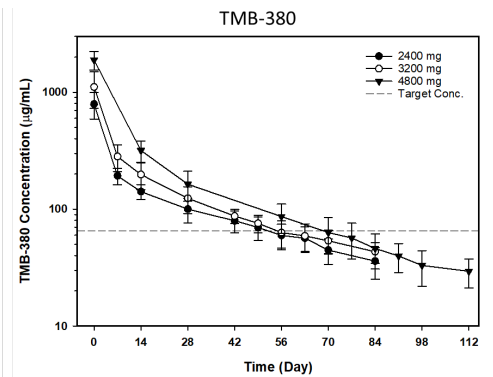 TMB-380
2400 mg
3200 mg
4800 mg
Target Conc.
TMB-380 Concentration (μg/mL)
1000
100
10
0 14 28 42 56 70 84 98 112
Time (Day)